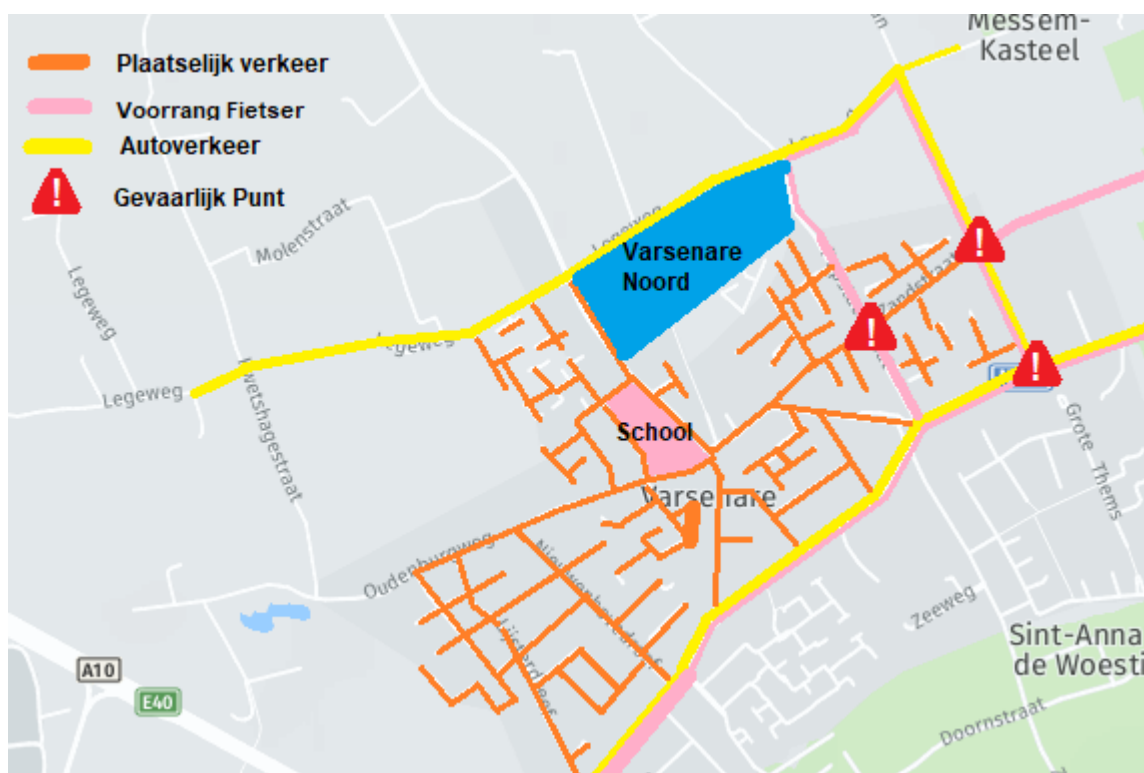 Messem-
Kasteel
Plaatselijk verkeer
Voorrang Fietser
Autoverkeer
Gevaarlijk Punt
Molenstraat
Legeweg
Legeweg
Varsenare
Noord
Zandstraat
Legeweg
Legeweg
School
Varsenare
Grote Thems
Oudenburgweg
Zeeweg
Sint-Anna
de Woesti
A10
E40
Doornstraat